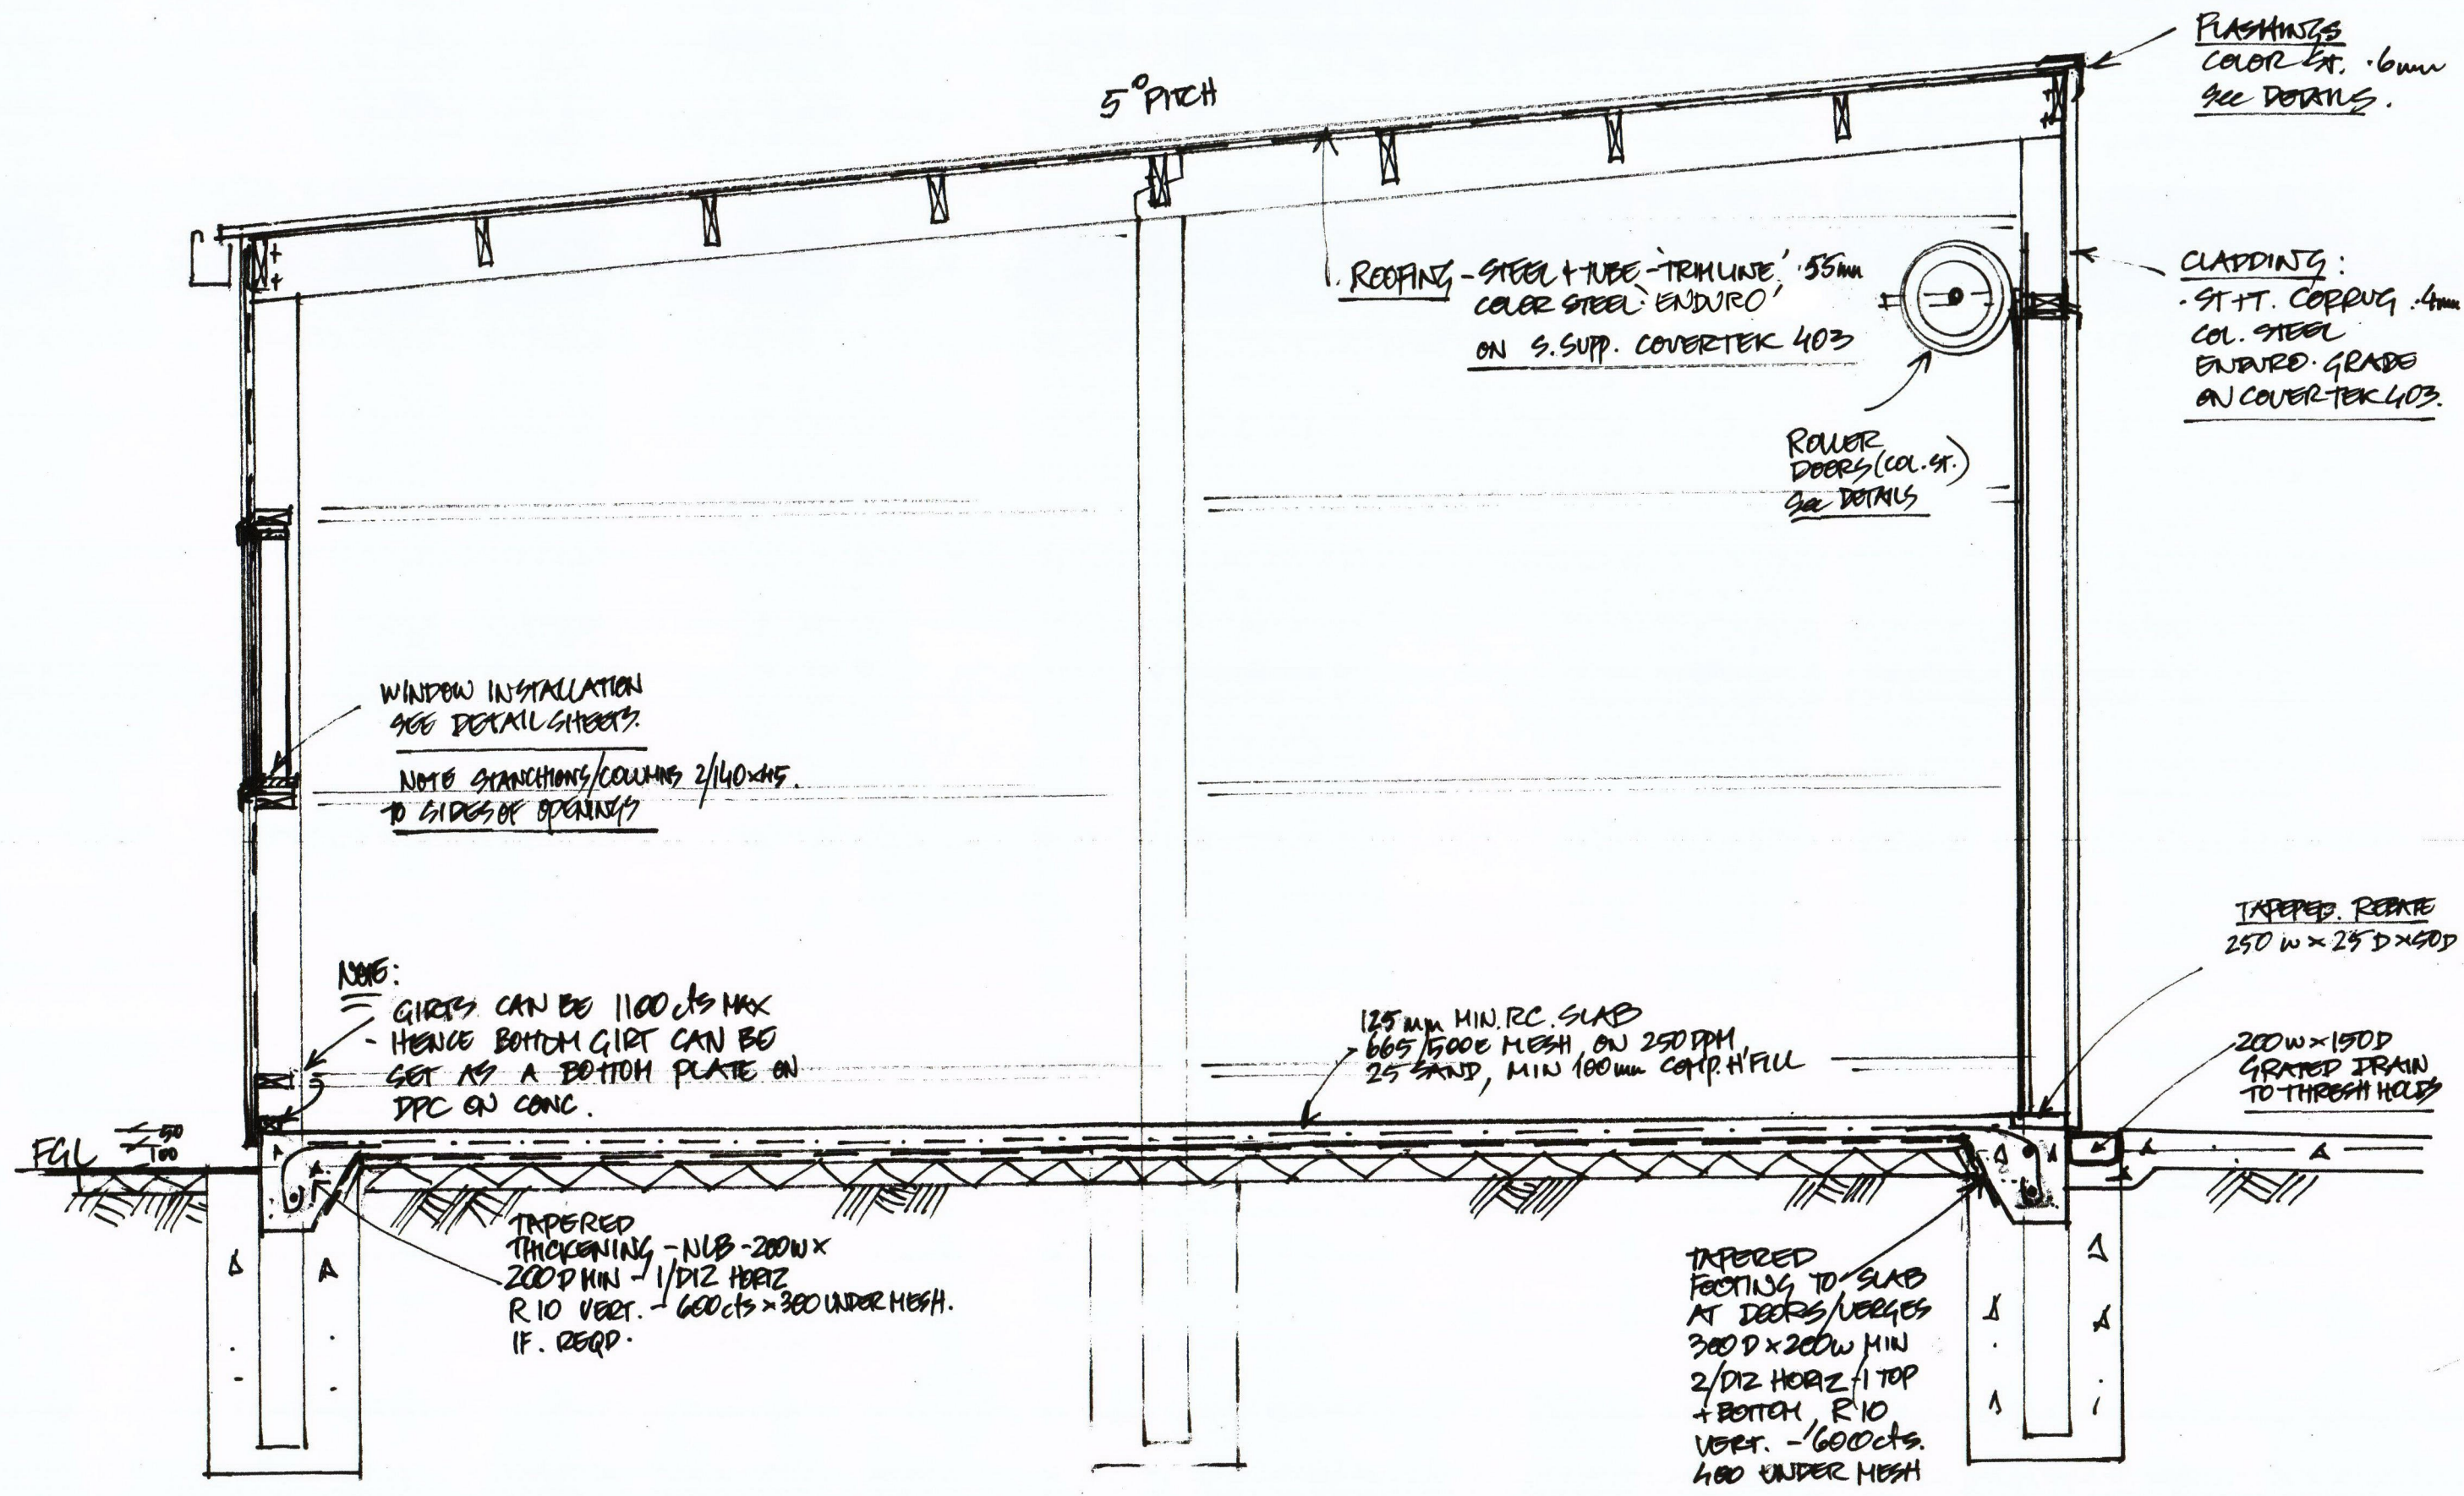 5° PITCH
FLASHINGS
COLOR ST. .6mm
SEE DETAILS.
ROOFING - STEEL & TUBE - 'TRIMLINE' .55mm
COLOR STEEL 'ENDURO'
ON S. SUPP. COVERTEK 403
CLADDING:
· ST+T. CORRUG .4mm
COL. STEEL
ENDURO. GRADE
ON COVERTEK 403.
ROLLER
DOORS (COL. ST.)
SEE DETAILS
WINDOW INSTALLATION
SEE DETAIL SHEETS.
NOTE STANCHIONS/COLUMNS 2/140x45.
TO SIDES OF OPENINGS
TAPERED. REBATE
250 W x 25 D x 50 D
NOTE:
- GIRTS CAN BE 1100 cts MAX
- HENCE BOTTOM GIRT CAN BE
SET AS A BOTTOM PLATE ON
DPC ON CONC.
125mm MIN. RC. SLAB
- 665/500E MESH, ON 250 DPM,
25 SAND, MIN 100mm COMP. H'FILL
200 W x 150 D
GRATED DRAIN
TO THRESH HOLDS
FGL
50
100
TAPERED
THICKENING - NLB - 200 W x
200 D MIN - 1/D12 HORIZ
R10 VERT. - 600 cts x 300 UNDER MESH.
IF. REQD.
TAPERED
FOOTING TO SLAB
AT DOORS/VERGES
300 D x 200 W MIN
2/D12 HORIZ - 1 TOP
+ BOTTOM, R10
VERT. - 600 cts.
400 UNDER MESH